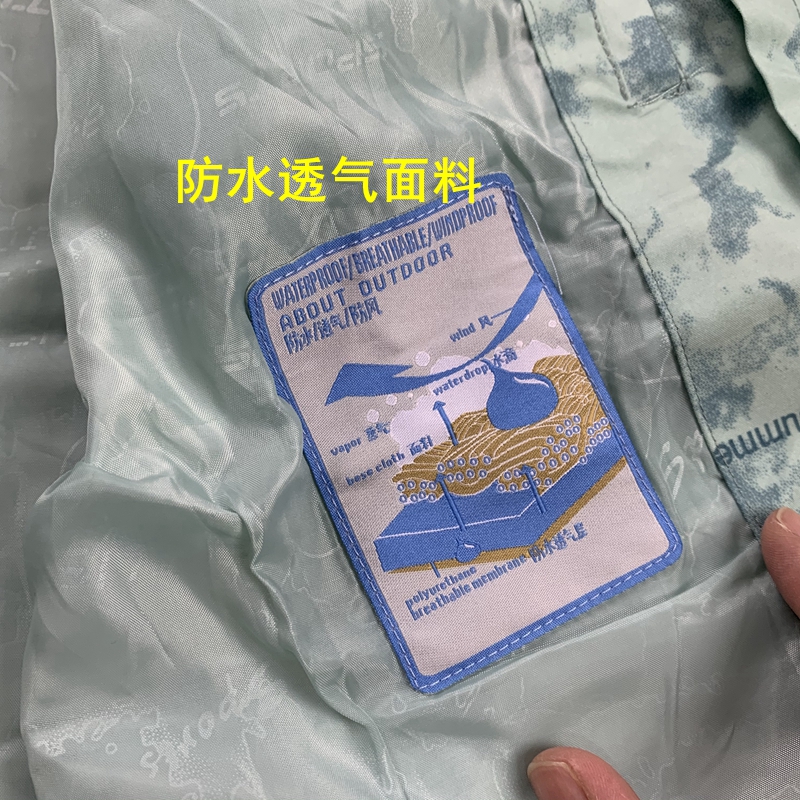 防水透气面料
WATERPROOF/BREATHABLE/WINDPROOF
ABOUT OUTDOOR
防水/透气/防风
wind 风
waterdrop 水滴
vapor 蒸气
base cloth 面料
polyurethane
breathable membrane 防水透气层